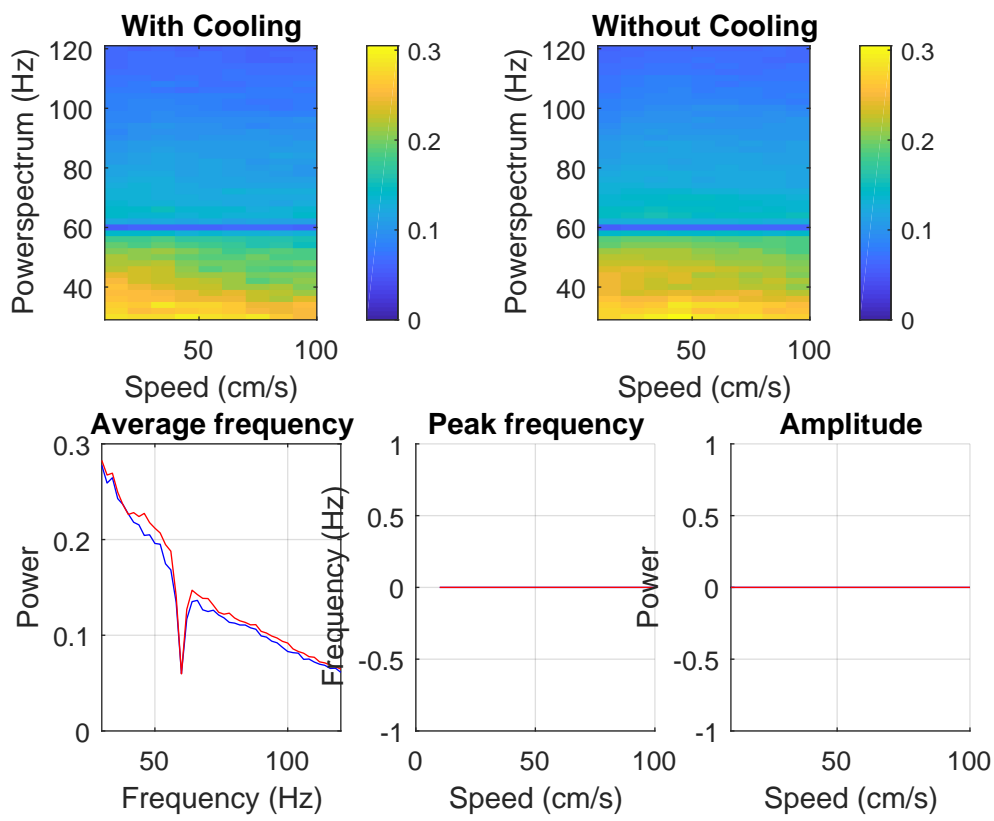 With Cooling
Powerspectrum (Hz)
120
100
80
60
40
50
100
Speed (cm/s)
0.3
0.2
0.1
0
Without Cooling
Powerspectrum (Hz)
120
100
80
60
40
50
100
Speed (cm/s)
0.3
0.2
0.1
0
Average frequency
Power
0.3
0.2
0.1
0
50
100
Frequency (Hz)
Peak frequency
Frequency (Hz)
1
0.5
0
-0.5
-1
0
50
100
Speed (cm/s)
Amplitude
Power
1
0.5
0
-0.5
-1
50
100
Speed (cm/s)